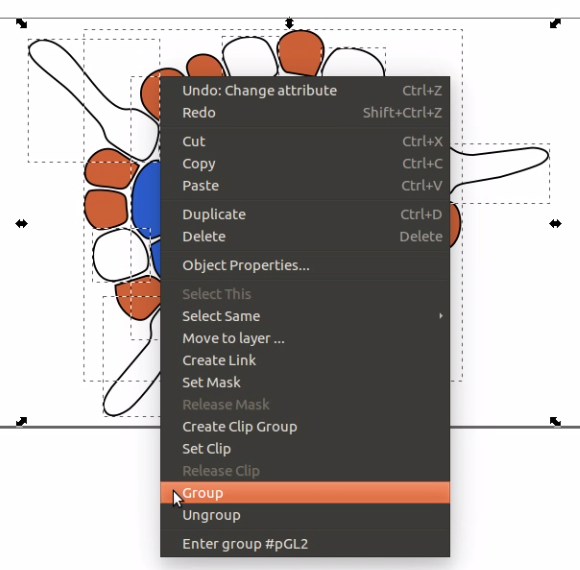 Undo: Change attribute Ctrl+Z
Redo Shift+Ctrl+Z
Cut Ctrl+X
Copy Ctrl+C
Paste Ctrl+V
Duplicate Ctrl+D
Delete Delete
Object Properties...
Select This
Select Same
Move to layer ...
Create Link
Set Mask
Release Mask
Create Clip Group
Set Clip
Release Clip
Group
Ungroup
Enter group #pGL2